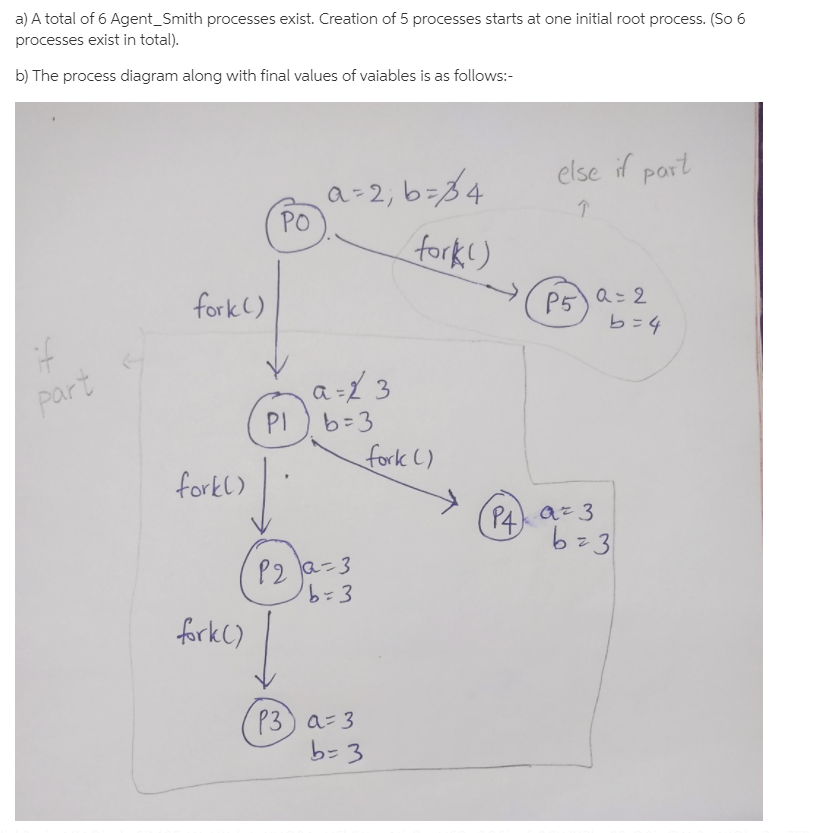 a) A total of 6 Agent_Smith processes exist. Creation of 5 processes starts at one initial root process. (So 6
processes exist in total).
b) The process diagram along with final values of vaiables is as follows:-
else if part
a=2; b=3 4
P0
fork()
P5 a=2
b=4
fork()
if
part
a=2 3
P1 b=3
fork()
fork()
P4 a=3
b=3
P2 a=3
b=3
fork()
P3 a=3
b=3